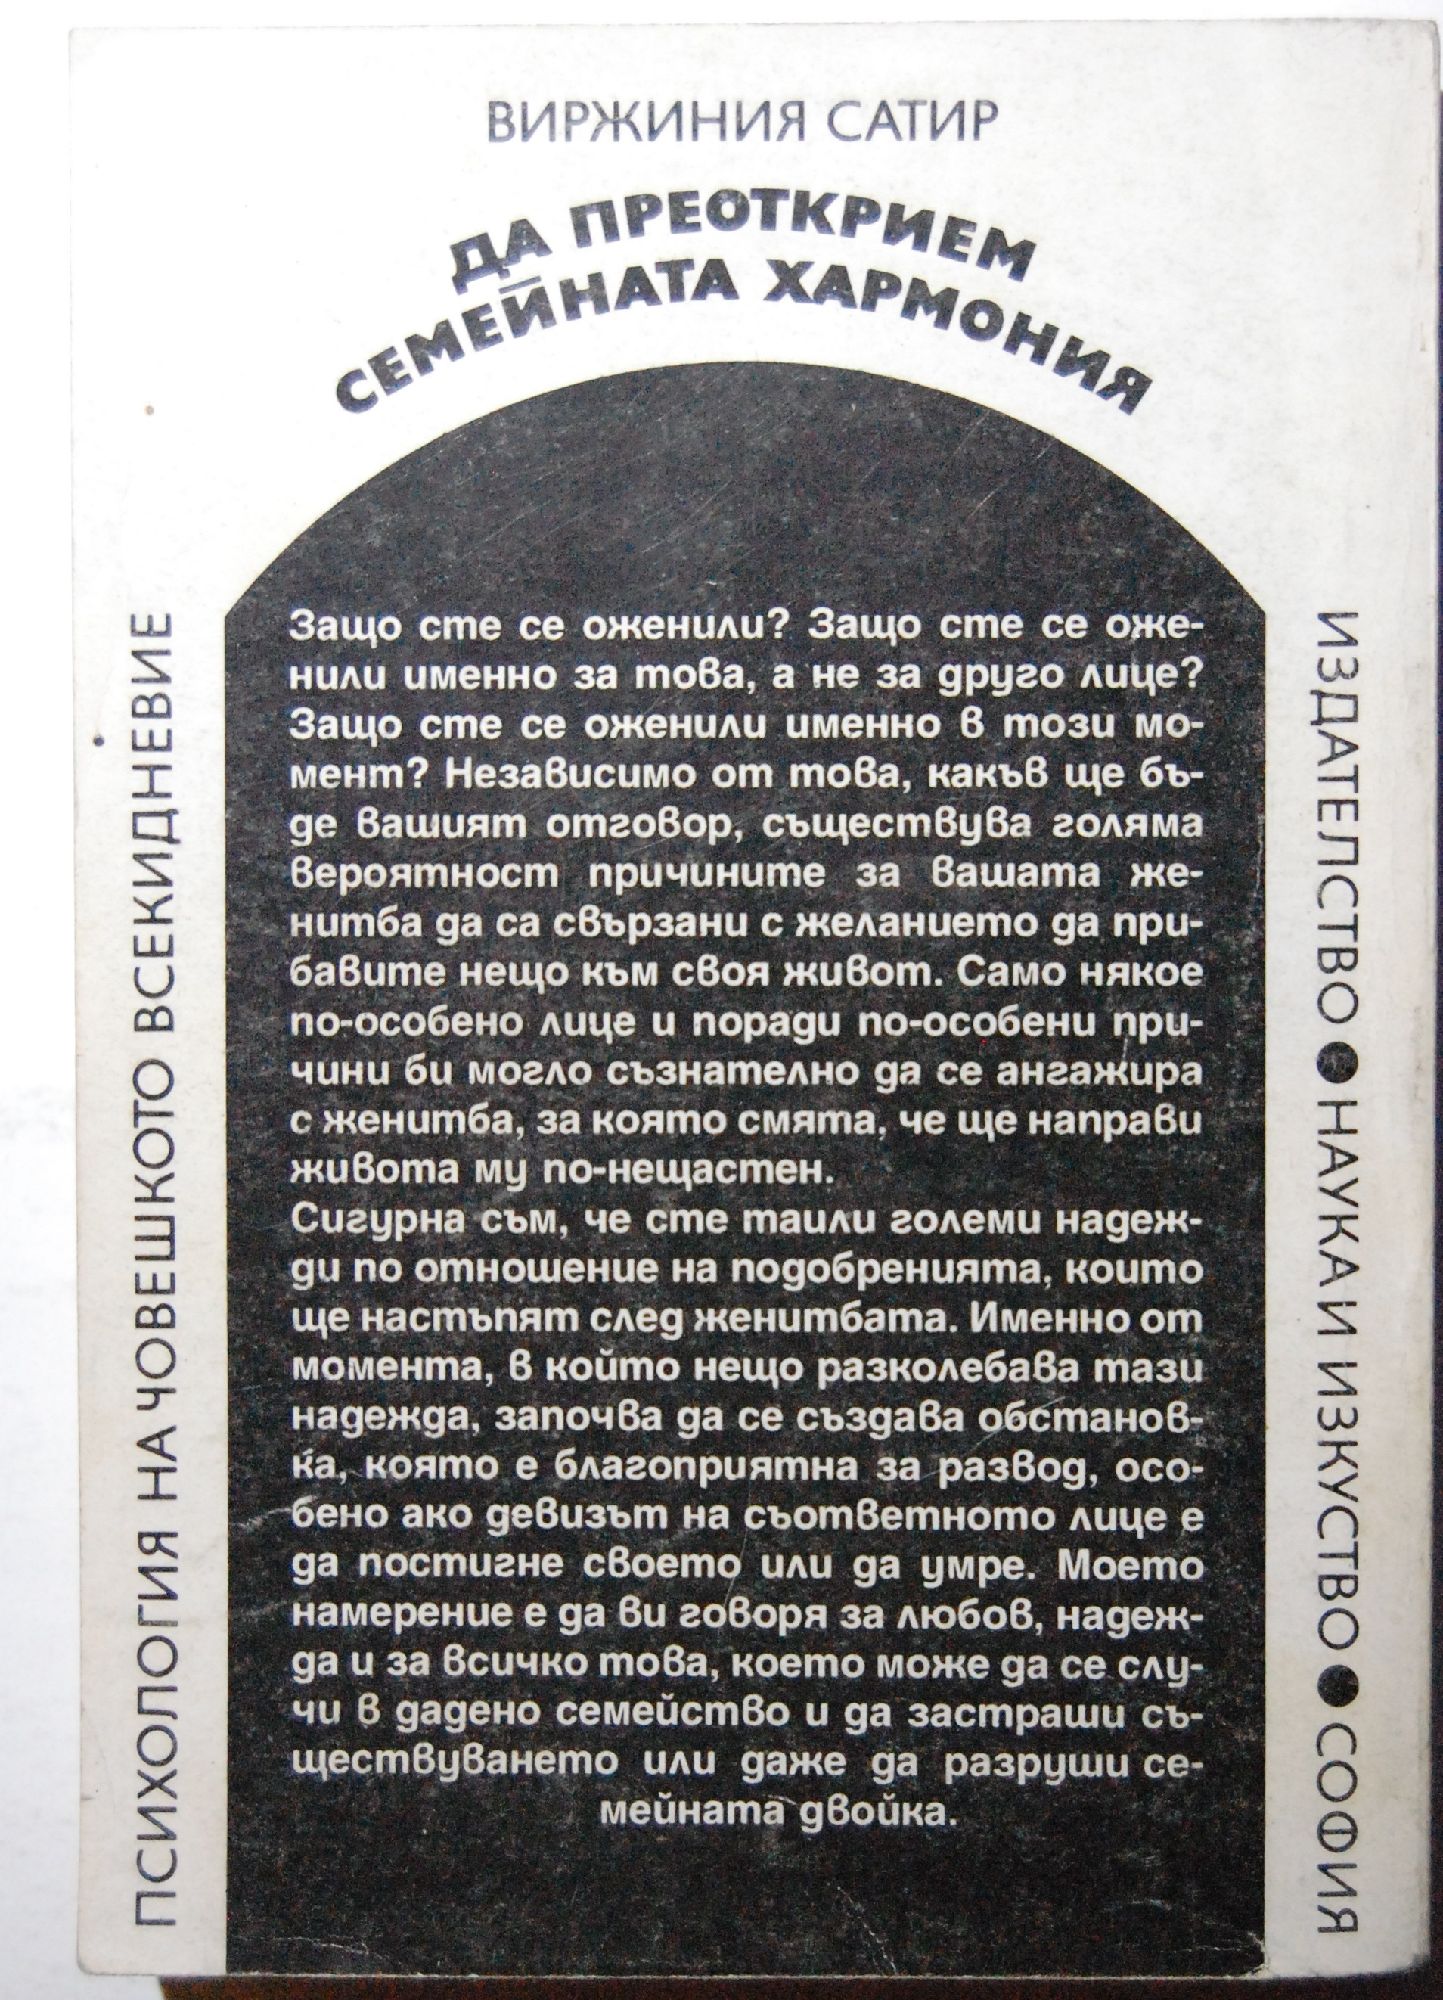 ВИРЖИНИЯ САТИР
ДА ПРЕОТКРИЕМ
СЕМЕЙНАТА ХАРМОНИЯ
Защо сте се оженили? Защо сте се оже-
нили именно за това, а не за друго лице?
Защо сте се оженили именно в този мо-
мент? Независимо от това, какъв ще бъ-
де вашият отговор, съществува голяма
вероятност причините за вашата же-
нитба да са свързани с желанието да при-
бавите нещо към своя живот. Само някое
по-особено лице и поради по-особени при-
чини би могло съзнателно да се ангажира
с женитба, за която смята, че ще направи
живота му по-нещастен.
Сигурна съм, че сте таили големи надеж-
ди по отношение на подобренията, които
ще настъпят след женитбата. Именно от
момента, в който нещо разколебава тази
надежда, започва да се създава обстанов-
ка, която е благоприятна за развод, осо-
бено ако девизът на съответното лице е
да постигне своето или да умре. Моето
намерение е да ви говоря за любов, надеж-
да и за всичко това, което може да се слу-
чи в дадено семейство и да застраши съ-
ществуването или даже да разруши се-
мейната двойка.
ПСИХОЛОГИЯ НА ЧОВЕШКОТО ВСЕКИДНЕВИЕ
ИЗДАТЕЛСТВО ● НАУКА И ИЗКУСТВО ● СОФИЯ